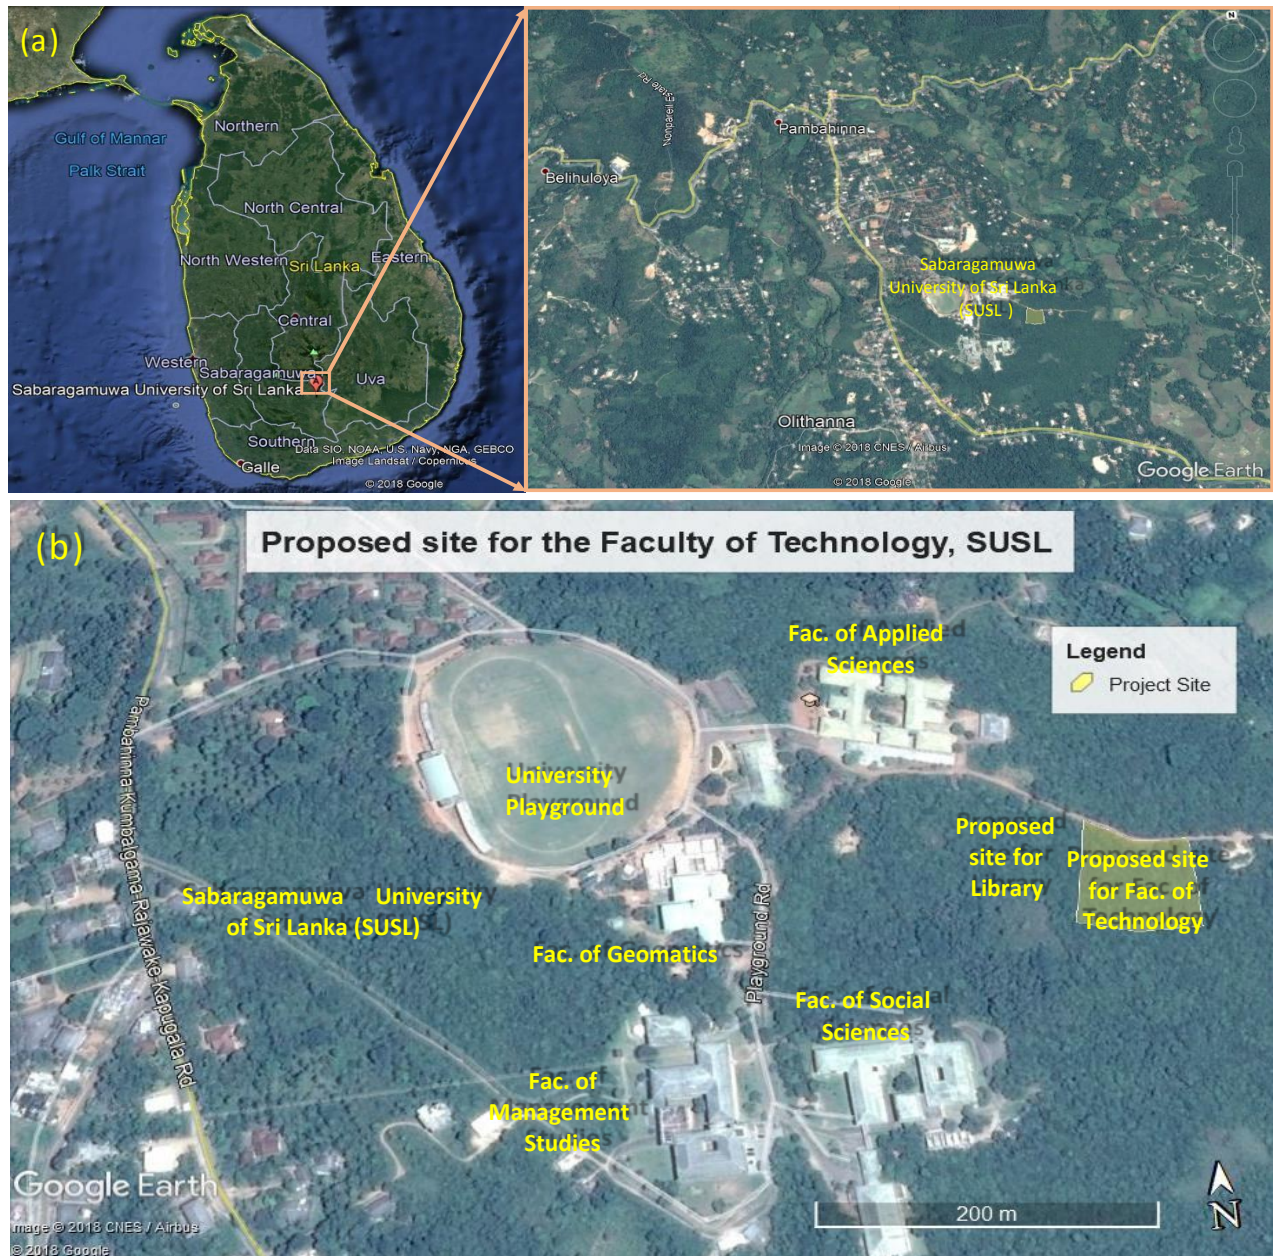 (a)
Gulf of Mannar
Palk Strait
Northern
North Central
North Western
Sri Lanka
Eastern
Central
Western
Sabaragamuwa
Sabaragamuwa University of Sri Lanka
Uva
Southern
Galle
Data SIO, NOAA, U.S. Navy, NGA, GEBCO
Image Landsat / Copernicus
© 2018 Google
N
Nonpareil Estate Rd
Pambahinna
Belihuloya
Sabaragamuwa
University of Sri Lanka
(SUSL )
Olithanna
Image © 2018 CNES / Airbus
Google Earth
© 2018 Google
(b)
Proposed site for the Faculty of Technology, SUSL
Fac. of Applied
Sciences
Legend
Project Site
Pambahinna-Kumbalgama-Rajawake-Kapugala Rd
University
Playground
Proposed
site for
Library
Proposed site
for Fac. of
Technology
Sabaragamuwa University
of Sri Lanka (SUSL)
Fac. of Geomatics
Playground Rd
Fac. of Social
Sciences
Fac. of
Management
Studies
Google Earth
mage © 2018 CNES / Airbus
© 2018 Google
200 m
N